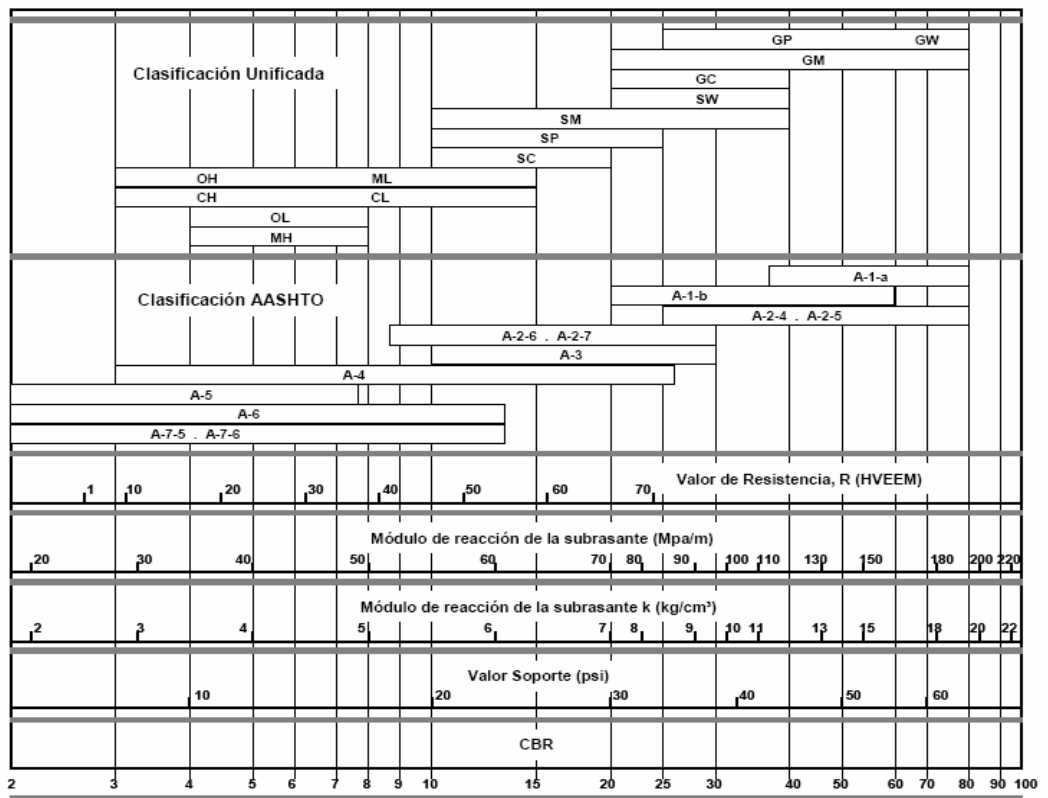 GP GW
Clasificación Unificada
GM
GC
SW
SM
SP
SC
OH ML
CH CL
OL
MH
Clasificación AASHTO
A-1-a
A-1-b
A-2-4 . A-2-5
A-2-6 . A-2-7
A-3
A-4
A-5
A-6
A-7-5 . A-7-6
Valor de Resistencia, R (HVEEM)
1 10 20 30 40 50 60 70
Módulo de reacción de la subrasante (Mpa/m)
20 30 40 50 60 70 80 90 100 110 130 150 180 200 220
Módulo de reacción de la subrasante k (kg/cm³)
2 3 4 5 6 7 8 9 10 11 13 15 18 20 22
Valor Soporte (psi)
10 20 30 40 50 60
CBR
2 3 4 5 6 7 8 9 10 15 20 25 30 40 50 60 70 80 90 100